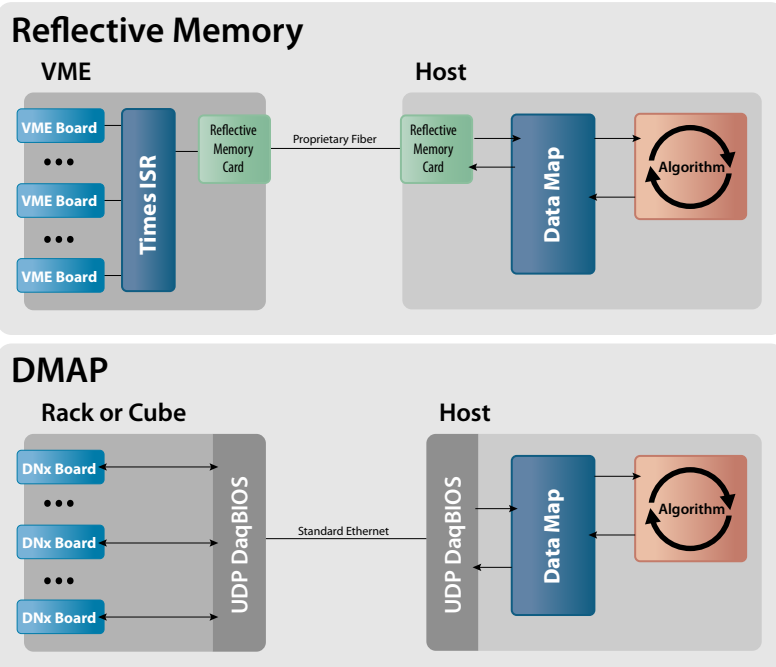 Reflective Memory
VME
Host
VME Board
•••
VME Board
•••
VME Board
Times ISR
Reflective
Memory
Card
Proprietary Fiber
Reflective
Memory
Card
Data Map
Algorithm
DMAP
Rack or Cube
Host
DNx Board
•••
DNx Board
•••
DNx Board
UDP DaqBIOS
Standard Ethernet
UDP DaqBIOS
Data Map
Algorithm